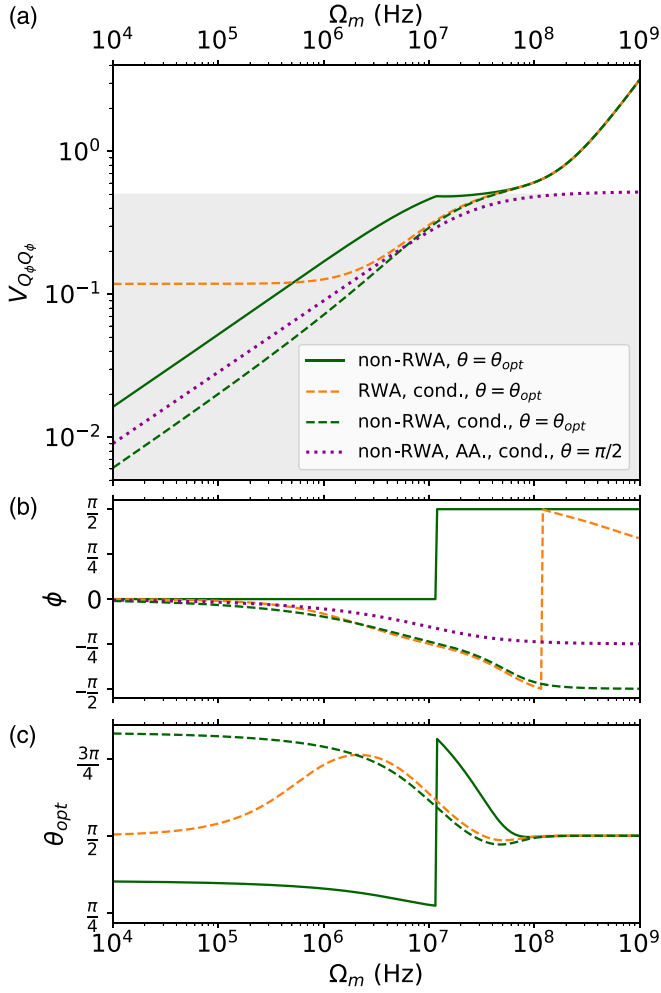 (a)
Ω_m (Hz)
10^4 10^5 10^6 10^7 10^8 10^9
10^0
10^−1
10^−2
V_{Q_ϕ Q_ϕ}
non-RWA, θ = θ_opt
RWA, cond., θ = θ_opt
non-RWA, cond., θ = θ_opt
non-RWA, AA., cond., θ = π/2
(b)
π/2
π/4
0
−π/4
−π/2
ϕ
(c)
3π/4
π/2
π/4
θ_opt
10^4 10^5 10^6 10^7 10^8 10^9
Ω_m (Hz)